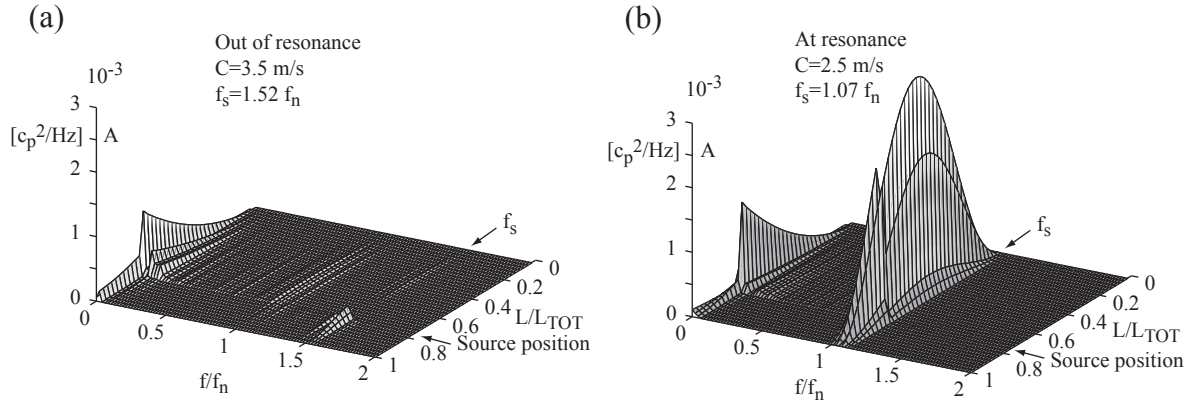 (a)
Out of resonance
C=3.5 m/s
f_s=1.52 f_n
10^-3
3
[c_p^2/Hz] A
2
1
0
0
0.5
1
1.5
2
f/f_n
f_s
0
0.2
0.4
L/L_TOT
0.6
0.8
Source position
1
(b)
At resonance
C=2.5 m/s
f_s=1.07 f_n
10^-3
3
[c_p^2/Hz] A
2
1
0
0
0.5
1
1.5
2
f/f_n
f_s
0
0.2
0.4
L/L_TOT
0.6
0.8
Source position
1